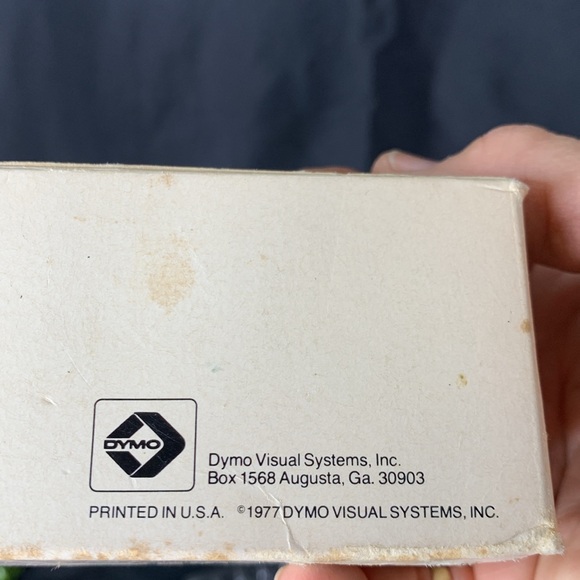 DYMO
Dymo Visual Systems, Inc.
Box 1568 Augusta, Ga. 30903
PRINTED IN U.S.A. ©1977 DYMO VISUAL SYSTEMS, INC.